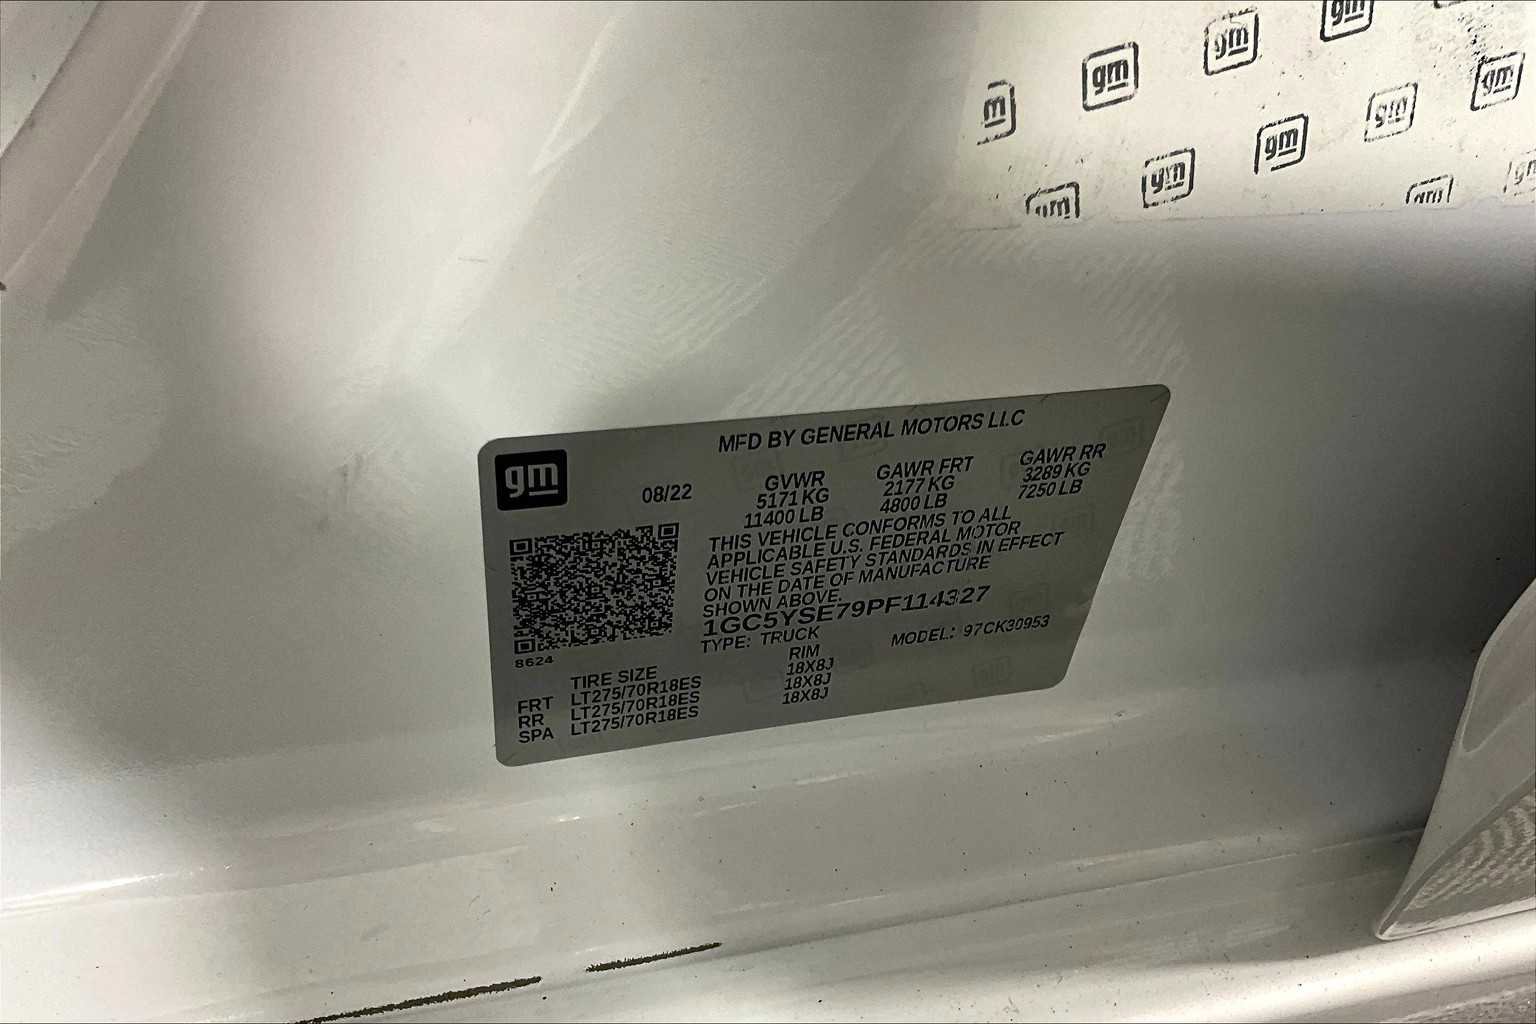 gm
gm
gm
gm
gm
gm
gm
gm
gm
MFD BY GENERAL MOTORS LLC
gm
08/22
GVWR GAWR FRT GAWR RR
5171 KG 2177 KG 3289 KG
11400 LB 4800 LB 7250 LB
THIS VEHICLE CONFORMS TO ALL
APPLICABLE U.S. FEDERAL MOTOR
VEHICLE SAFETY STANDARDS IN EFFECT
ON THE DATE OF MANUFACTURE
SHOWN ABOVE.
1GC5YSE79PF114327
TYPE: TRUCK MODEL: 97CK30953
8624
TIRE SIZE RIM
FRT LT275/70R18ES 18X8J
RR LT275/70R18ES 18X8J
SPA LT275/70R18ES 18X8J